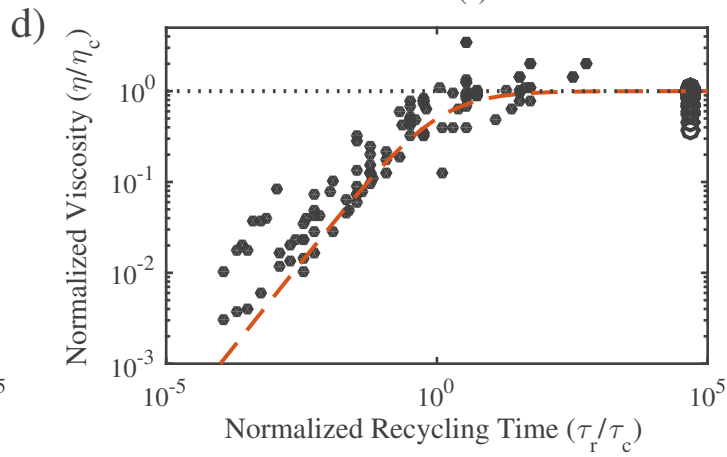 d)
10^0
10^-1
10^-2
10^-3
Normalized Viscosity (η/η_c)
10^-5
10^0
10^5
Normalized Recycling Time (τ_r/τ_c)
5